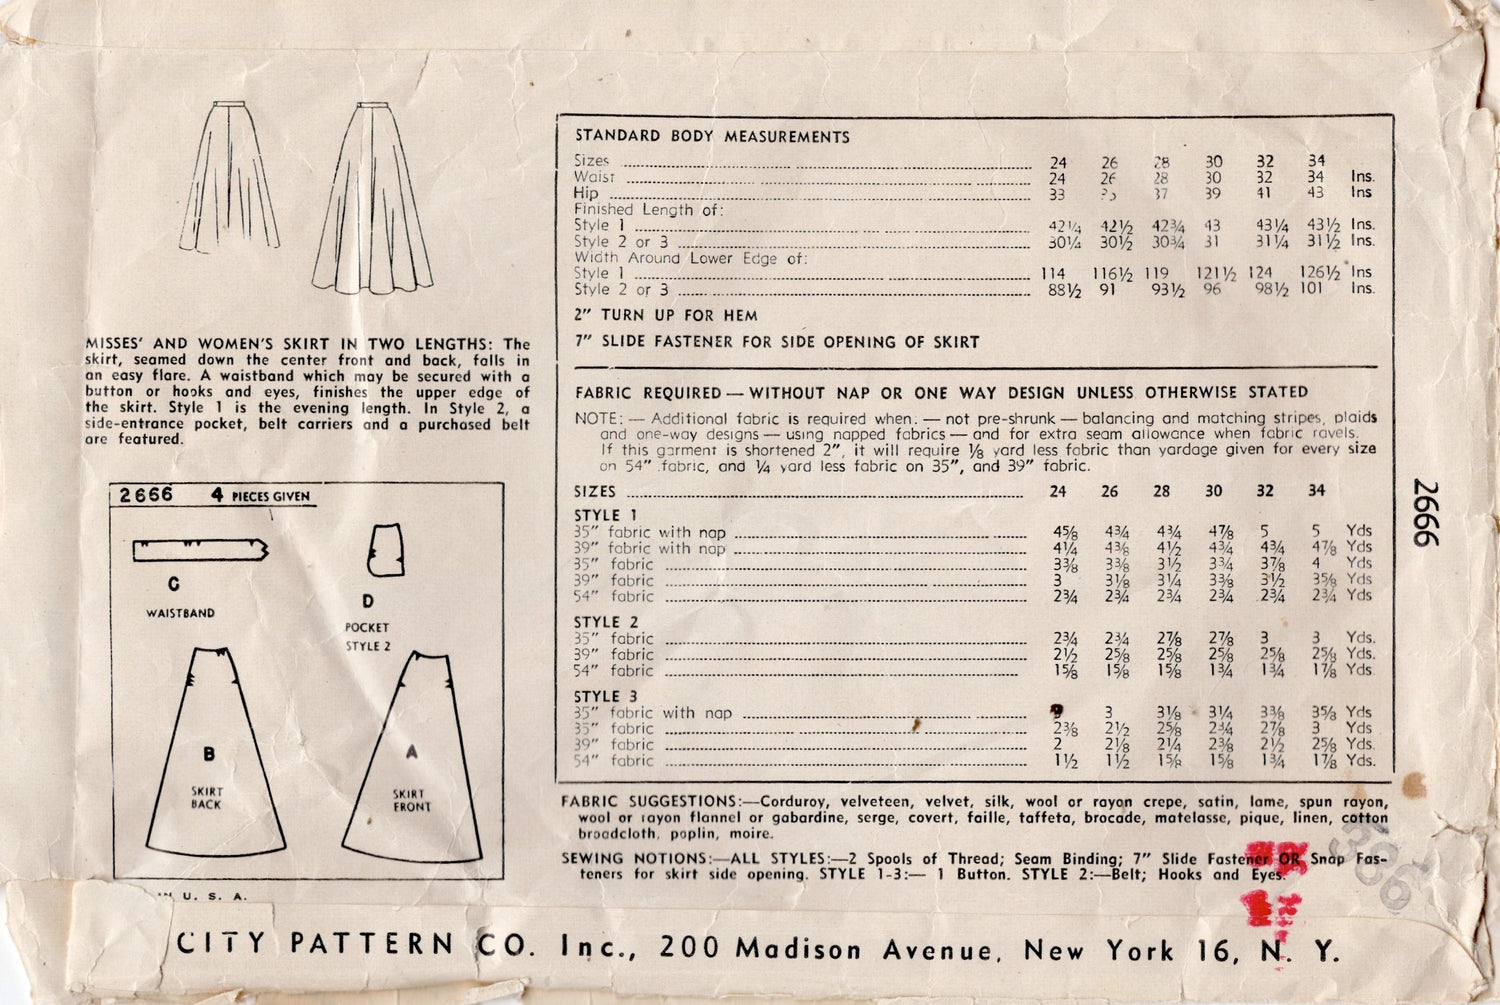 MISSES' AND WOMEN'S SKIRT IN TWO LENGTHS: The
skirt, seamed down the center front and back, falls in
an easy flare. A waistband which may be secured with a
button or hooks and eyes, finishes the upper edge of
the skirt. Style 1 is the evening length. In Style 2, a
side-entrance pocket, belt carriers and a purchased belt
are featured.
2666 4 PIECES GIVEN
C
WAISTBAND
D
POCKET
STYLE 2
B
SKIRT
BACK
A
SKIRT
FRONT
IN U. S. A.
STANDARD BODY MEASUREMENTS
Sizes 24 26 28 30 32 34
Waist 24 26 28 30 32 34 Ins.
Hip 33 37 39 41 43 Ins
Finished Length of:
Style 1 42¼ 42½ 42¾ 43 43¼ 43½ Ins.
Style 2 or 3 30¼ 30½ 30¾ 31 31¼ 31½ Ins.
Width Around Lower Edge of:
Style 1 114 116½ 119 121½ 124 126½ Ins
Style 2 or 3 88½ 91 93½ 96 98½ 101 Ins.
2" TURN UP FOR HEM
7" SLIDE FASTENER FOR SIDE OPENING OF SKIRT
FABRIC REQUIRED — WITHOUT NAP OR ONE WAY DESIGN UNLESS OTHERWISE STATED
NOTE: — Additional fabric is required when: — not pre-shrunk — balancing and matching stripes, plaids
and one-way designs — using napped fabrics — and for extra seam allowance when fabric ravels.
If this garment is shortened 2", it will require ⅛ yard less fabric than yardage given for every size
on 54" fabric, and ¼ yard less fabric on 35", and 39" fabric.
SIZES 24 26 28 30 32 34
STYLE 1
35" fabric with nap 4⅝ 4¾ 4¾ 4⅞ 5 5 Yds
39" fabric with nap 4¼ 4⅜ 4½ 4¾ 4¾ 4⅞ Yds
35" fabric 3⅜ 3⅜ 3½ 3¾ 3⅞ 4 Yds
39" fabric 3 3⅛ 3¼ 3⅜ 3½ 3⅝ Yds
54" fabric 2¾ 2¾ 2¾ 2¾ 2¾ 2¾ Yds
STYLE 2
35" fabric 2¾ 2¾ 2⅞ 2⅞ 3 3 Yds.
39" fabric 2½ 2⅝ 2⅝ 2⅝ 2⅝ 2⅝ Yds.
54" fabric 1⅝ 1⅝ 1⅝ 1¾ 1¾ 1⅞ Yds.
STYLE 3
35" fabric with nap 3 3⅛ 3¼ 3⅜ 3⅝ Yds
35" fabric 2⅜ 2½ 2⅝ 2¾ 2⅞ 3 Yds.
39" fabric 2 2⅛ 2¼ 2⅜ 2½ 2⅝ Yds.
54" fabric 1½ 1½ 1⅝ 1⅝ 1¾ 1⅞ Yds.
FABRIC SUGGESTIONS:—Corduroy, velveteen, velvet, silk, wool or rayon crepe, satin, lame, spun rayon,
wool or rayon flannel or gabardine, serge, covert, faille, taffeta, brocade, matelasse, pique, linen, cotton
broadcloth, poplin, moire.
SEWING NOTIONS:—ALL STYLES:—2 Spools of Thread; Seam Binding; 7" Slide Fastener OR Snap Fas-
teners for skirt side opening. STYLE 1-3:— 1 Button. STYLE 2:—Belt; Hooks and Eyes.
2666
CITY PATTERN CO. Inc., 200 Madison Avenue, New York 16, N. Y.